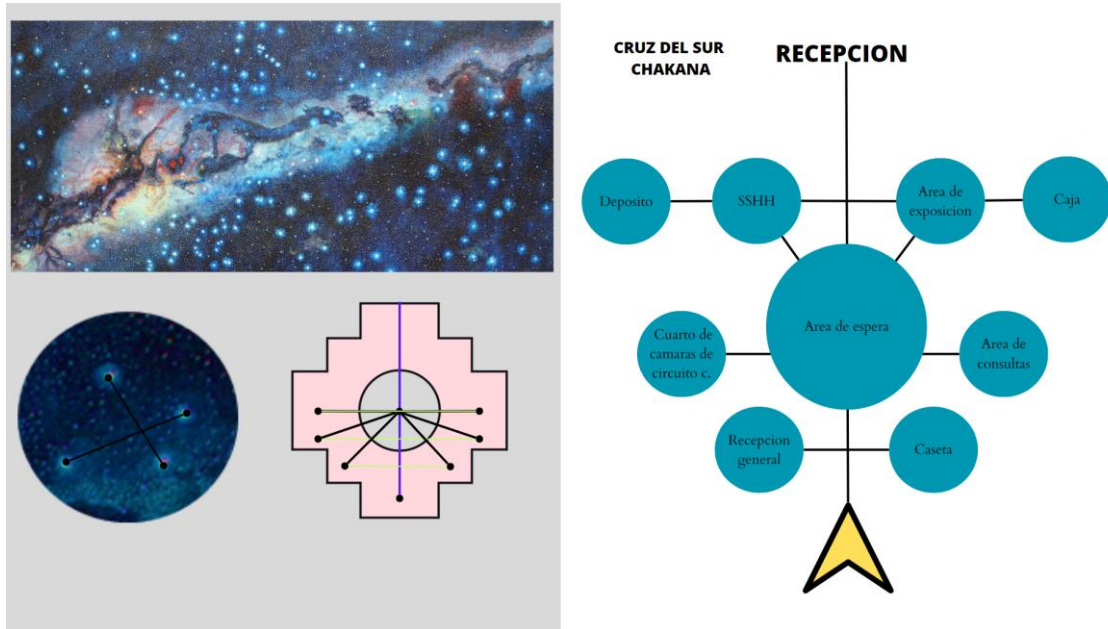 CRUZ DEL SUR
CHAKANA
RECEPCION
Deposito
SSHH
Area de
exposicion
Caja
Area de espera
Cuarto de
camaras de
circuito c.
Area de
consultas
Recepcion
general
Caseta